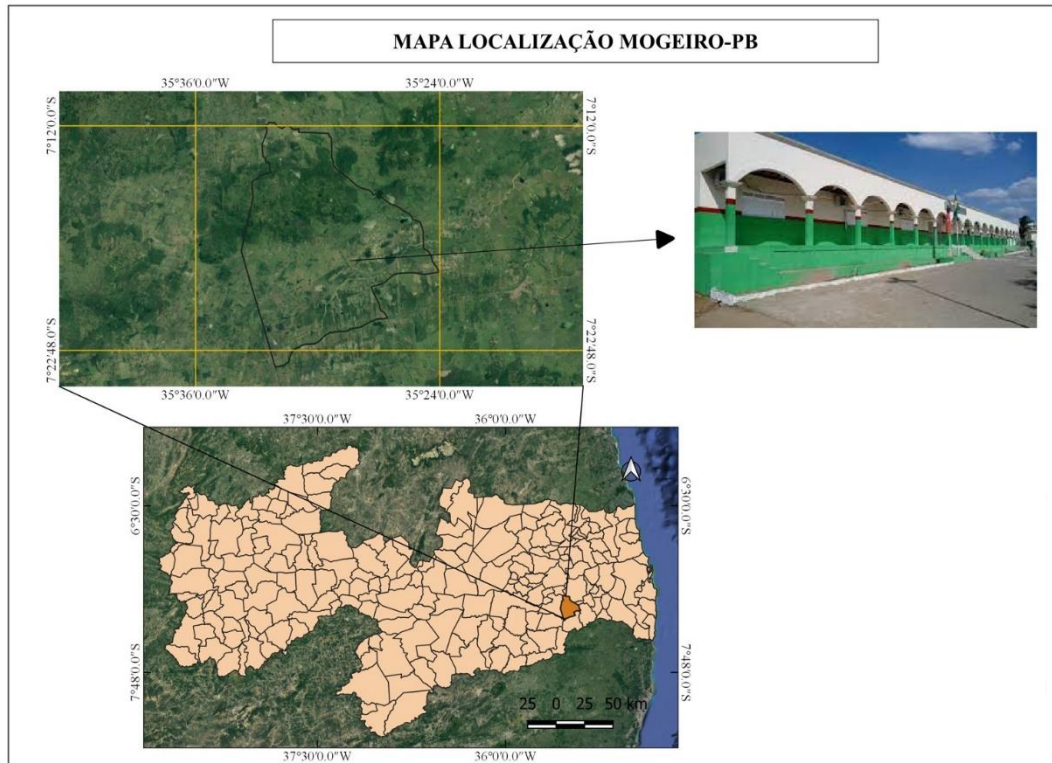 MAPA LOCALIZAÇÃO MOGEIRO-PB
35°36'0.0"W 35°24'0.0"W
7°12'0.0"S 7°12'0.0"S
7°22'48.0"S 7°22'48.0"S
35°36'0.0"W 35°24'0.0"W
37°30'0.0"W 36°0'0.0"W
6°30'0.0"S 6°30'0.0"S
7°48'0.0"S 7°48'0.0"S
25 0 25 50 km
37°30'0.0"W 36°0'0.0"W